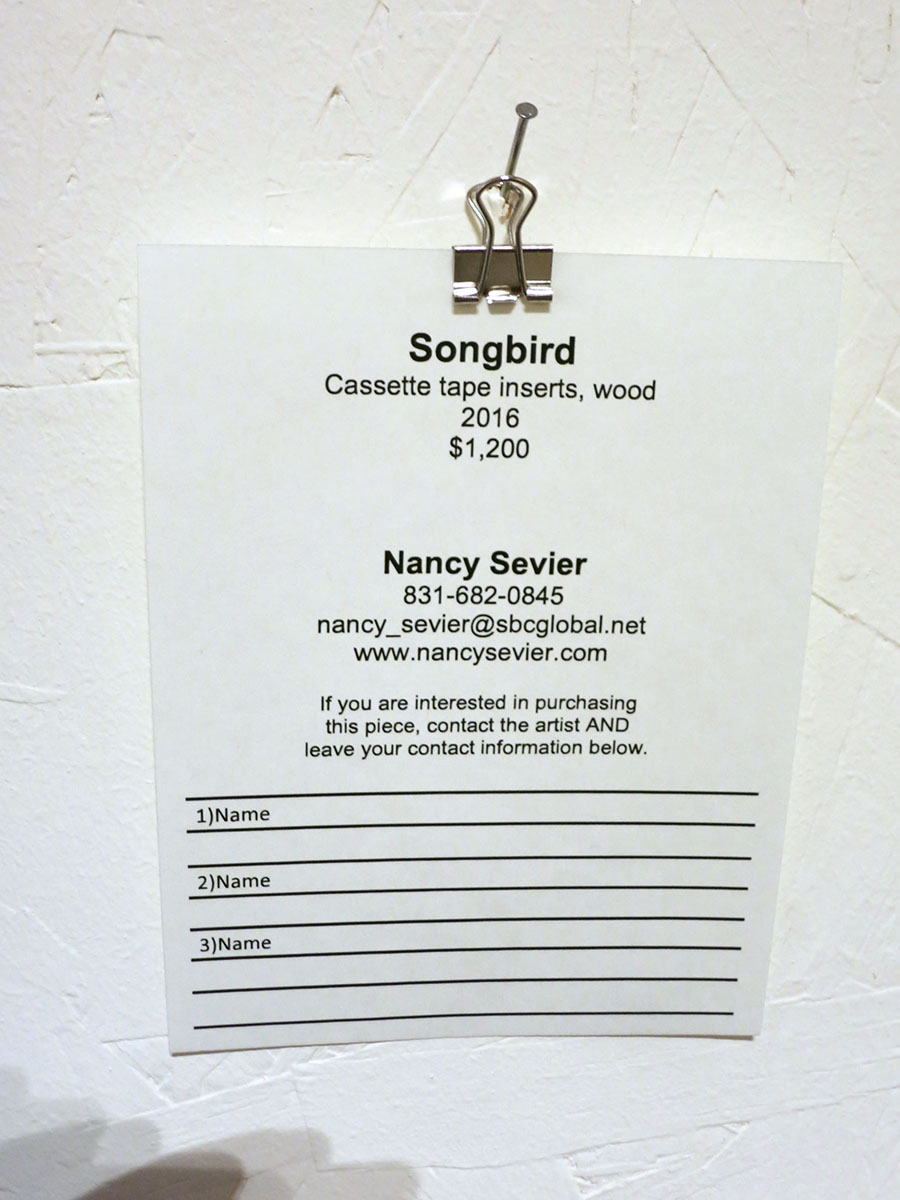 Songbird
Cassette tape inserts, wood
2016
$1,200
Nancy Sevier
831-682-0845
nancy_sevier@sbcglobal.net
www.nancysevier.com
If you are interested in purchasing
this piece, contact the artist AND
leave your contact information below.
1)Name
2)Name
3)Name